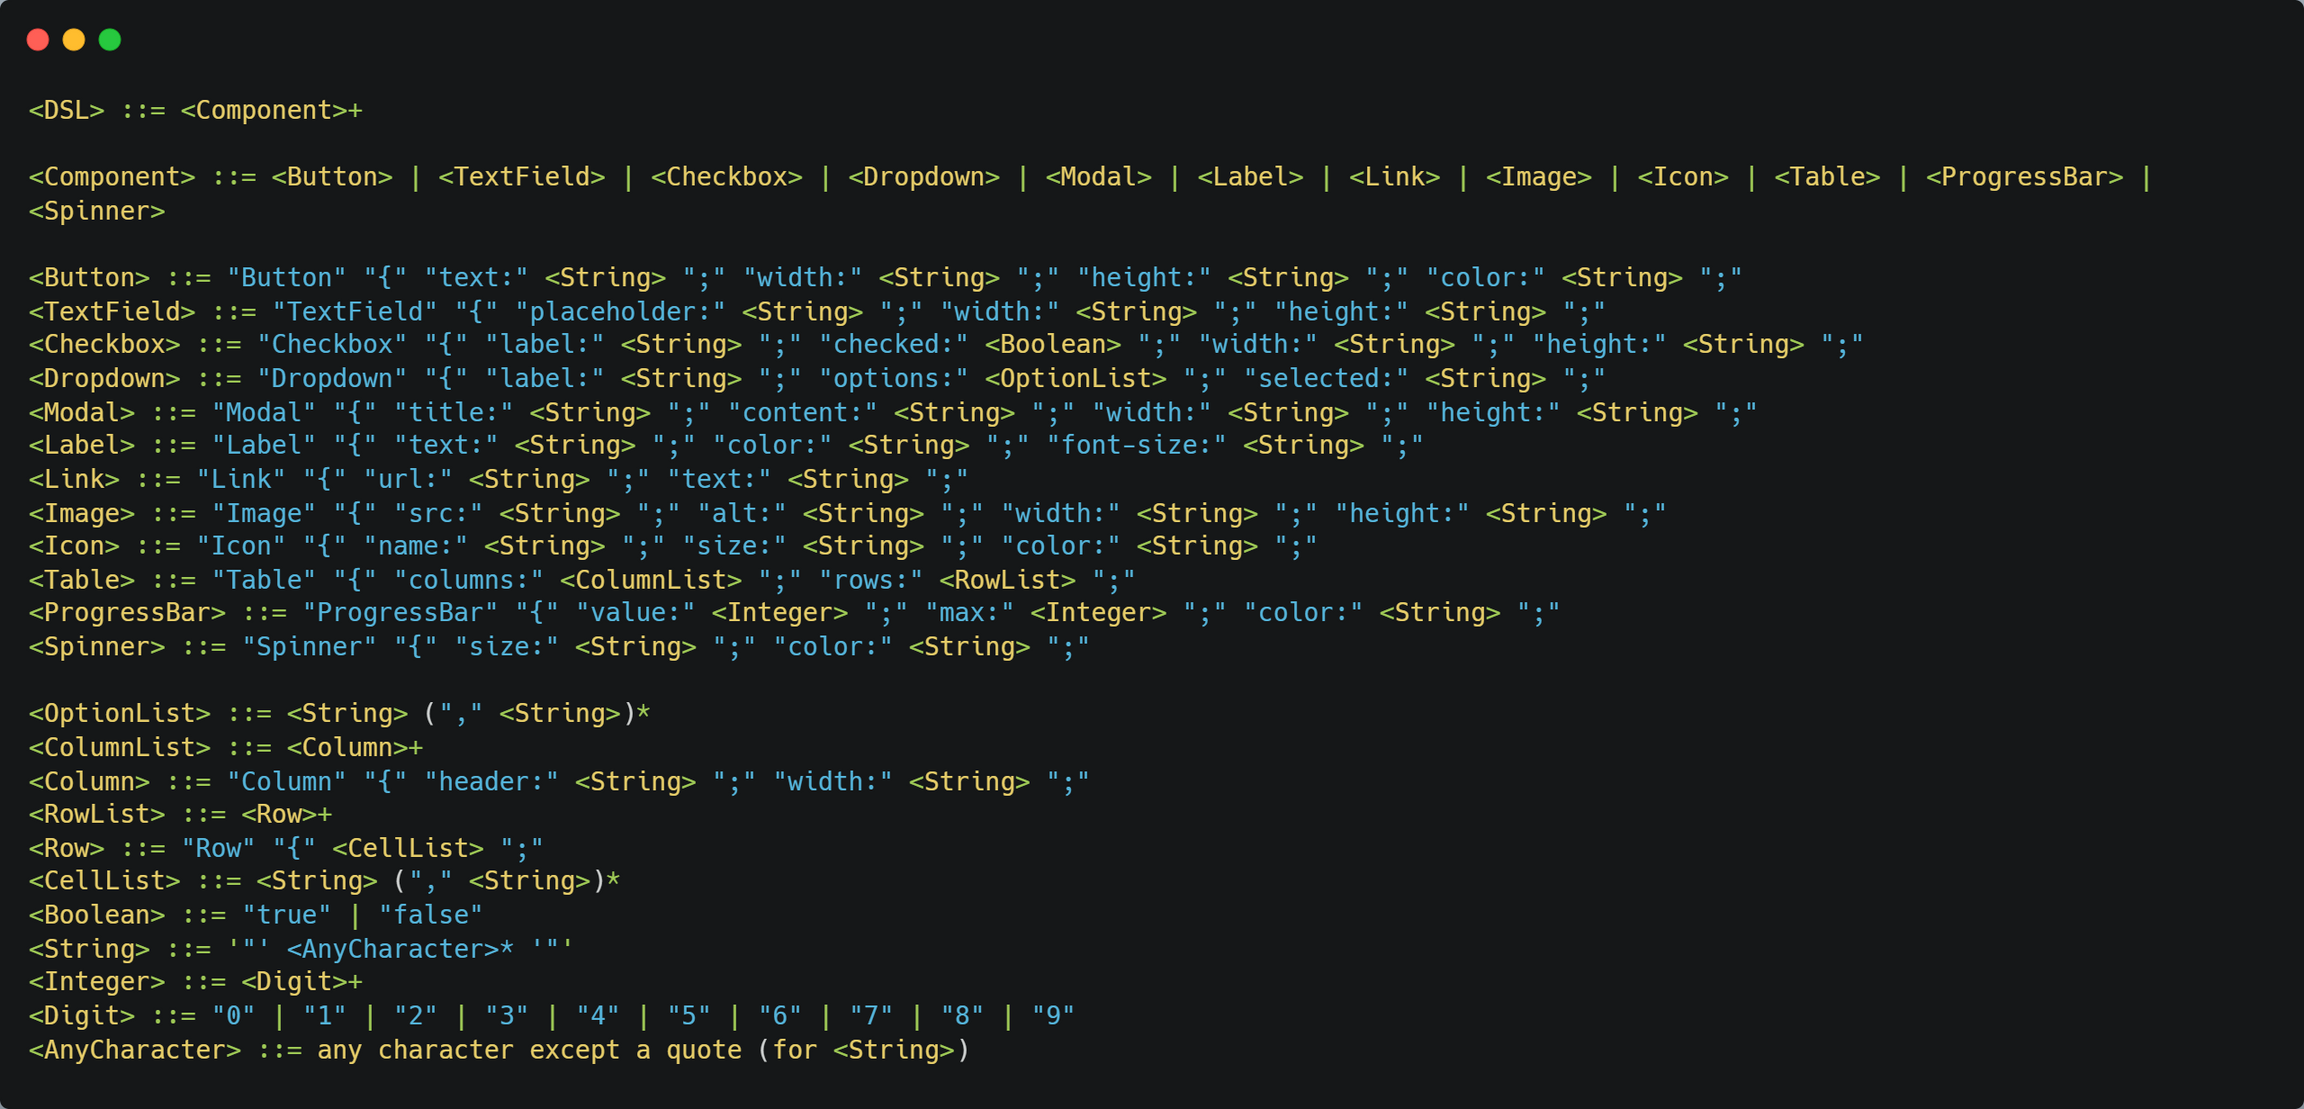 <DSL> ::= <Component>+
<Component> ::= <Button> | <TextField> | <Checkbox> | <Dropdown> | <Modal> | <Label> | <Link> | <Image> | <Icon> | <Table> | <ProgressBar> |
<Spinner>
<Button> ::= "Button" "{" "text:" <String> ";" "width:" <String> ";" "height:" <String> ";" "color:" <String> ";"
<TextField> ::= "TextField" "{" "placeholder:" <String> ";" "width:" <String> ";" "height:" <String> ";"
<Checkbox> ::= "Checkbox" "{" "label:" <String> ";" "checked:" <Boolean> ";" "width:" <String> ";" "height:" <String> ";"
<Dropdown> ::= "Dropdown" "{" "label:" <String> ";" "options:" <OptionList> ";" "selected:" <String> ";"
<Modal> ::= "Modal" "{" "title:" <String> ";" "content:" <String> ";" "width:" <String> ";" "height:" <String> ";"
<Label> ::= "Label" "{" "text:" <String> ";" "color:" <String> ";" "font-size:" <String> ";"
<Link> ::= "Link" "{" "url:" <String> ";" "text:" <String> ";"
<Image> ::= "Image" "{" "src:" <String> ";" "alt:" <String> ";" "width:" <String> ";" "height:" <String> ";"
<Icon> ::= "Icon" "{" "name:" <String> ";" "size:" <String> ";" "color:" <String> ";"
<Table> ::= "Table" "{" "columns:" <ColumnList> ";" "rows:" <RowList> ";"
<ProgressBar> ::= "ProgressBar" "{" "value:" <Integer> ";" "max:" <Integer> ";" "color:" <String> ";"
<Spinner> ::= "Spinner" "{" "size:" <String> ";" "color:" <String> ";"
<OptionList> ::= <String> ("," <String>)*
<ColumnList> ::= <Column>+
<Column> ::= "Column" "{" "header:" <String> ";" "width:" <String> ";"
<RowList> ::= <Row>+
<Row> ::= "Row" "{" <CellList> ";"
<CellList> ::= <String> ("," <String>)*
<Boolean> ::= "true" | "false"
<String> ::= '"' <AnyCharacter>* '"'
<Integer> ::= <Digit>+
<Digit> ::= "0" | "1" | "2" | "3" | "4" | "5" | "6" | "7" | "8" | "9"
<AnyCharacter> ::= any character except a quote (for <String>)